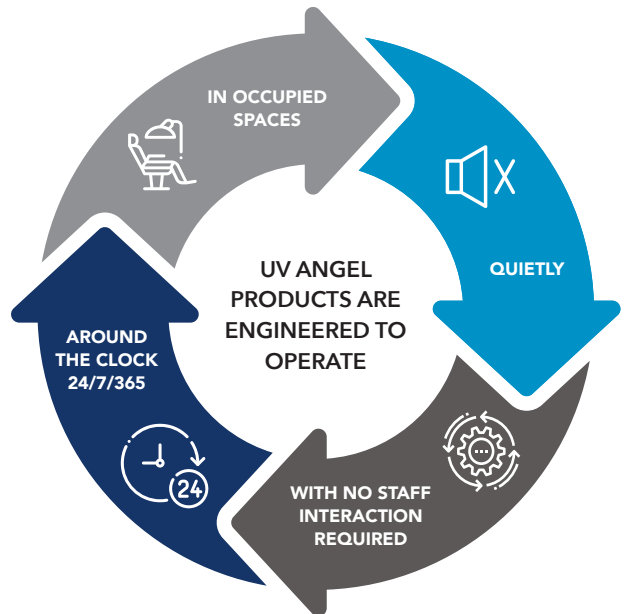 IN OCCUPIED
SPACES
QUIETLY
UV ANGEL
PRODUCTS ARE
ENGINEERED TO
OPERATE
AROUND
THE CLOCK
24/7/365
24
WITH NO STAFF
INTERACTION
REQUIRED